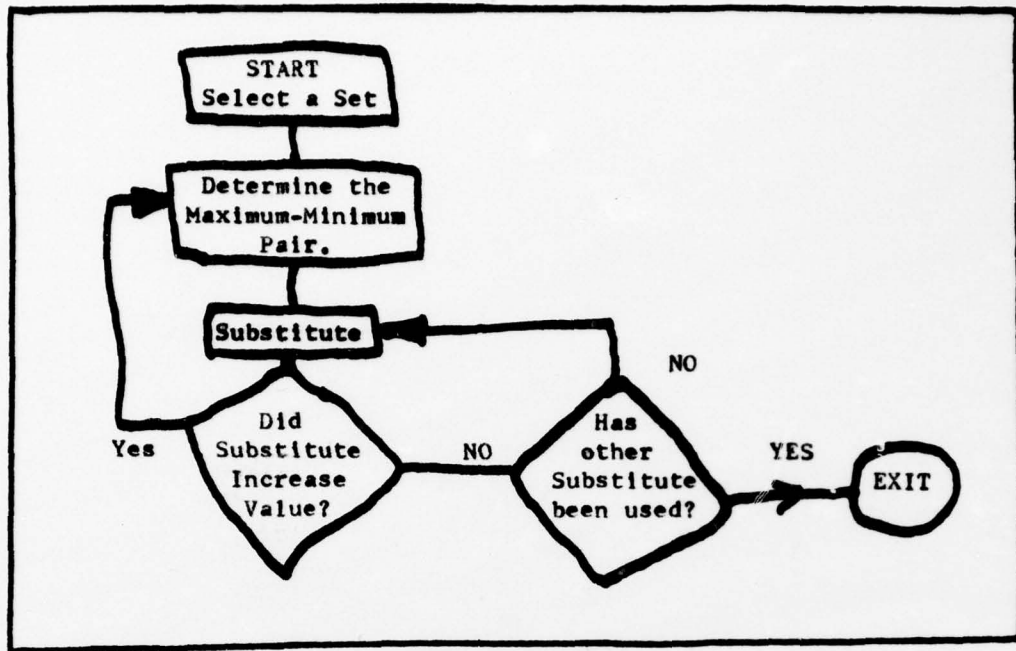 START
Select a Set
Determine the
Maximum-Minimum
Pair.
Substitute
Yes
Did
Substitute
Increase
Value?
NO
Has
other
Substitute
been used?
NO
YES
EXIT